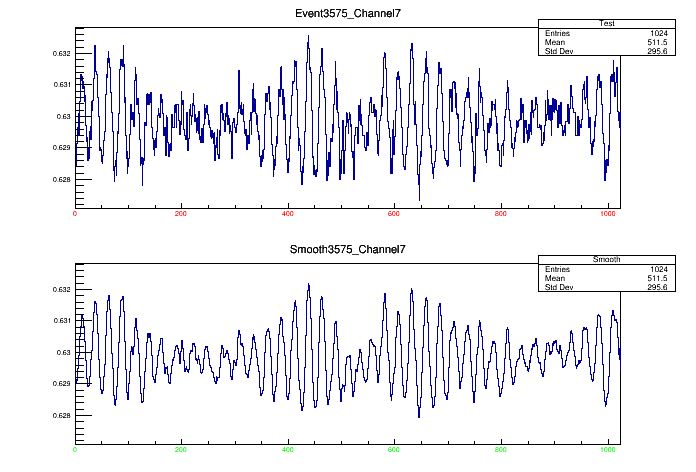 Event3575_Channel7
Test
Entries 1024
Mean 511.5
Std Dev 295.6
0.632
0.631
0.63
0.629
0.628
0 200 400 600 800 1000
Smooth3575_Channel7
Smooth
Entries 1024
Mean 511.5
Std Dev 295.6
0.632
0.631
0.63
0.629
0.628
0 200 400 600 800 1000